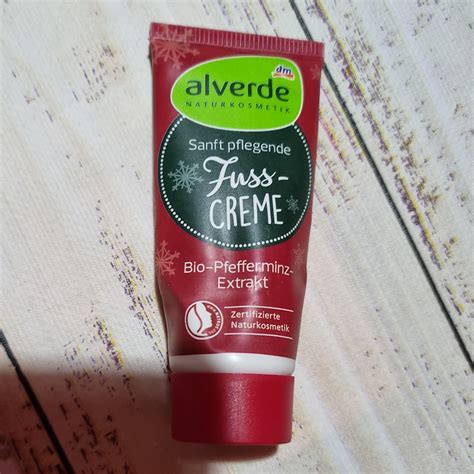 dm
alverde
NATURKOSMETIK
Sanft pflegende
Fuss-
CREME
Bio-Pfefferminz-
Extrakt
Zertifizierte
Naturkosmetik